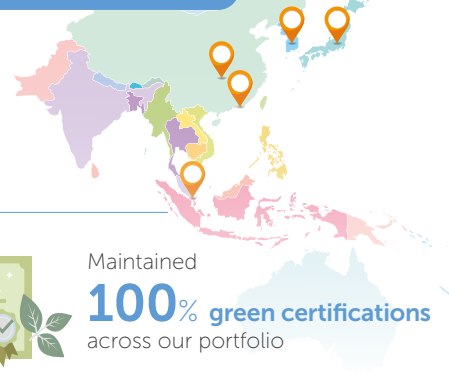 Maintained
100% green certifications
across our portfolio